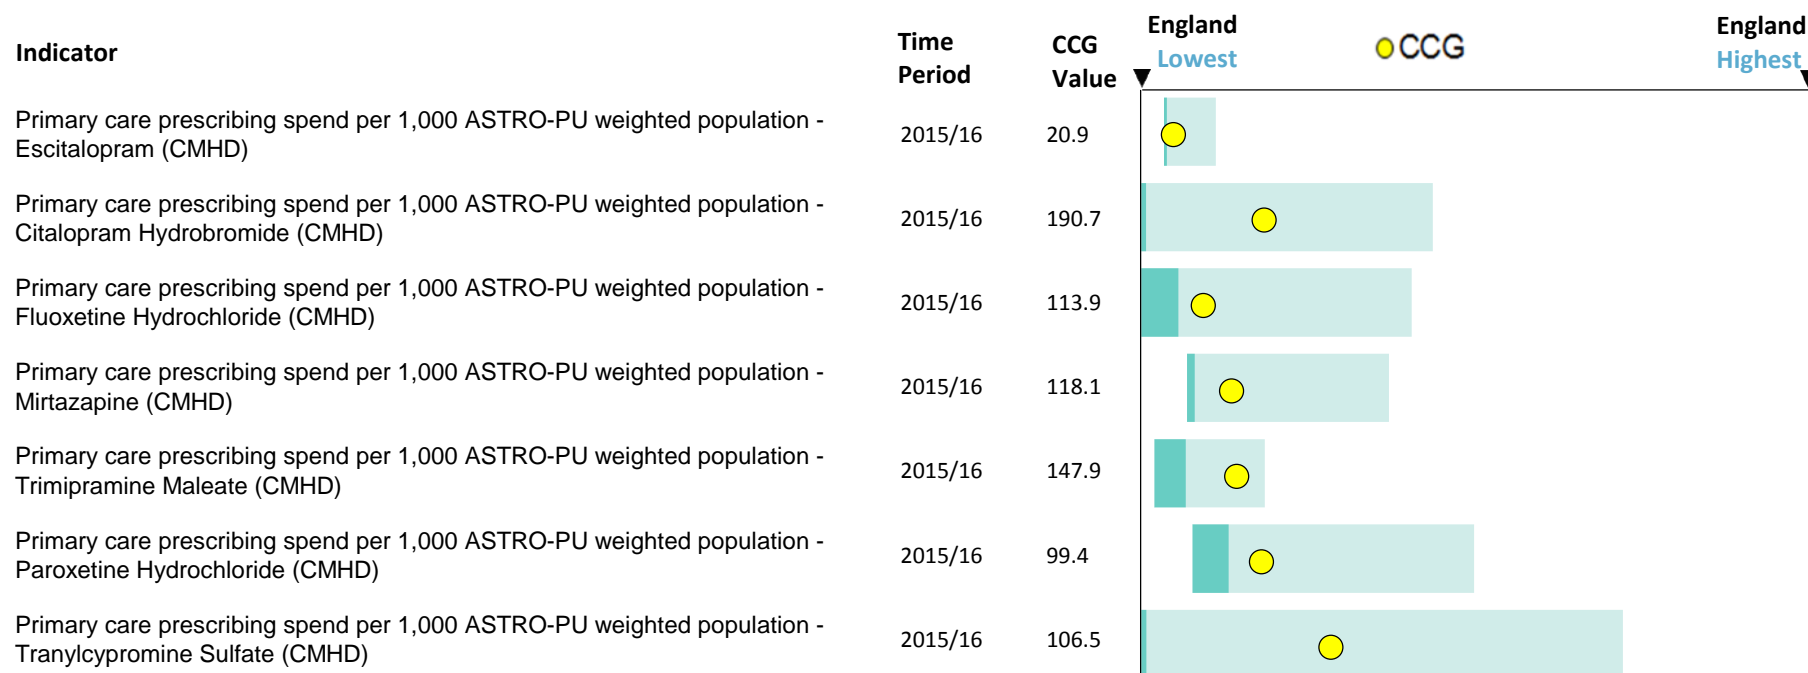 Indicator
Time
Period
CCG
Value
England
Lowest
CCG
England
Highest
Primary care prescribing spend per 1,000 ASTRO-PU weighted population -
Escitalopram (CMHD)
2015/16
20.9
Primary care prescribing spend per 1,000 ASTRO-PU weighted population -
Citalopram Hydrobromide (CMHD)
2015/16
190.7
Primary care prescribing spend per 1,000 ASTRO-PU weighted population -
Fluoxetine Hydrochloride (CMHD)
2015/16
113.9
Primary care prescribing spend per 1,000 ASTRO-PU weighted population -
Mirtazapine (CMHD)
2015/16
118.1
Primary care prescribing spend per 1,000 ASTRO-PU weighted population -
Trimipramine Maleate (CMHD)
2015/16
147.9
Primary care prescribing spend per 1,000 ASTRO-PU weighted population -
Paroxetine Hydrochloride (CMHD)
2015/16
99.4
Primary care prescribing spend per 1,000 ASTRO-PU weighted population -
Tranylcypromine Sulfate (CMHD)
2015/16
106.5